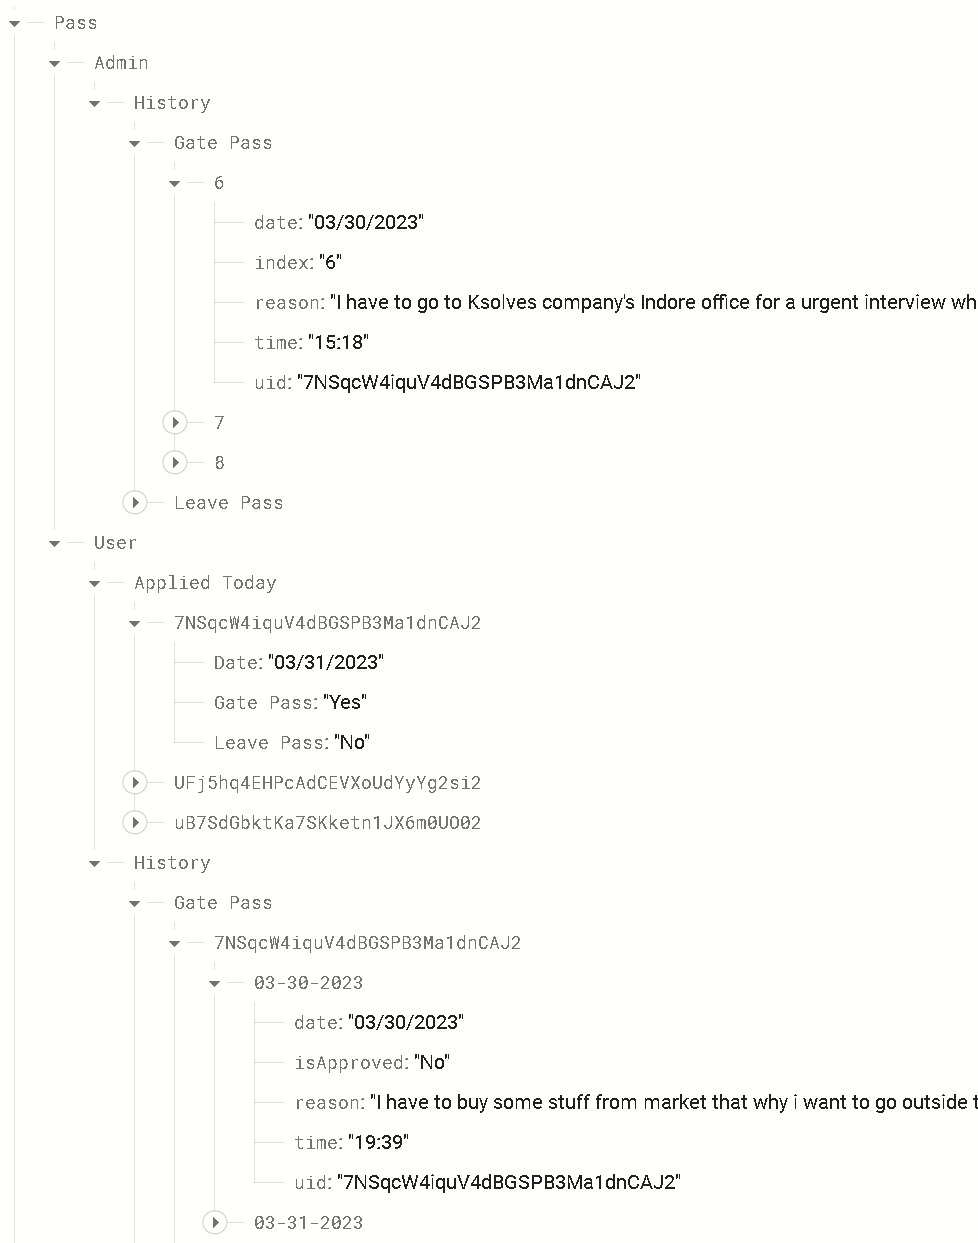 Pass
Admin
History
Gate Pass
6
date: "03/30/2023"
index: "6"
reason: "I have to go to Ksolves company's Indore office for a urgent interview wh
time: "15:18"
uid: "7NSqcW4iquV4dBGSPB3Ma1dnCAJ2"
7
8
Leave Pass
User
Applied Today
7NSqcW4iquV4dBGSPB3Ma1dnCAJ2
Date: "03/31/2023"
Gate Pass: "Yes"
Leave Pass: "No"
UFj5hq4EHPcAdCEVXoUdYyYg2si2
uB7SdGbktKa7SKketn1JX6m0UO02
History
Gate Pass
7NSqcW4iquV4dBGSPB3Ma1dnCAJ2
03-30-2023
date: "03/30/2023"
isApproved: "No"
reason: "I have to buy some stuff from market that why i want to go outside t
time: "19:39"
uid: "7NSqcW4iquV4dBGSPB3Ma1dnCAJ2"
03-31-2023